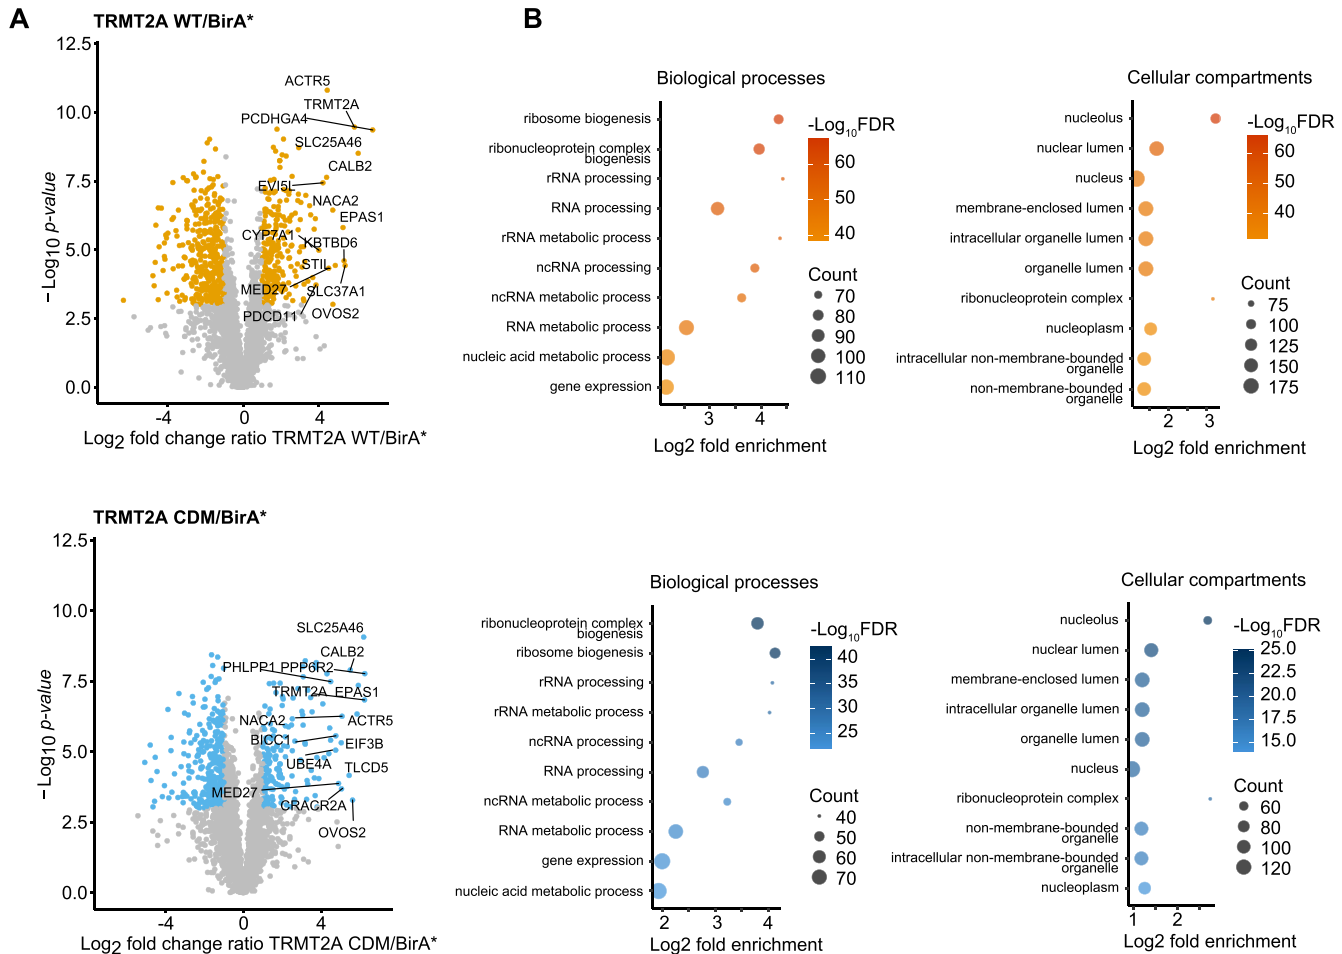 A
TRMT2A WT/BirA*
12.5
10.0
7.5
5.0
2.5
0.0
−Log10 p-value
ACTR5
TRMT2A
PCDHGA4
SLC25A46
CALB2
EVI5L
NACA2
EPAS1
CYP7A1
KBTBD6
STIL
MED27
SLC37A1
PDCD11
OVOS2
-4
0
4
Log2 fold change ratio TRMT2A WT/BirA*
B
Biological processes
ribosome biogenesis
ribonucleoprotein complex
biogenesis
rRNA processing
RNA processing
rRNA metabolic process
ncRNA processing
ncRNA metabolic process
RNA metabolic process
nucleic acid metabolic process
gene expression
3
4
Log2 fold enrichment
-Log10FDR
60
50
40
Count
70
80
90
100
110
Cellular compartments
nucleolus
nuclear lumen
nucleus
membrane-enclosed lumen
intracellular organelle lumen
organelle lumen
ribonucleoprotein complex
nucleoplasm
intracellular non-membrane-bounded
organelle
non-membrane-bounded
organelle
2
3
Log2 fold enrichment
-Log10FDR
60
50
40
Count
75
100
125
150
175
TRMT2A CDM/BirA*
12.5
10.0
7.5
5.0
2.5
0.0
−Log10 p-value
SLC25A46
CALB2
PHLPP1
PPP6R2
TRMT2A
EPAS1
NACA2
ACTR5
BICC1
EIF3B
UBE4A
TLCD5
MED27
CRACR2A
OVOS2
-4
0
4
Log2 fold change ratio TRMT2A CDM/BirA*
Biological processes
ribonucleoprotein complex
biogenesis
ribosome biogenesis
rRNA processing
rRNA metabolic process
ncRNA processing
RNA processing
ncRNA metabolic process
RNA metabolic process
gene expression
nucleic acid metabolic process
2
3
4
Log2 fold enrichment
-Log10FDR
40
35
30
25
Count
40
50
60
70
Cellular compartments
nucleolus
nuclear lumen
membrane-enclosed lumen
intracellular organelle lumen
organelle lumen
nucleus
ribonucleoprotein complex
non-membrane-bounded
organelle
intracellular non-membrane-bounded
organelle
nucleoplasm
1
2
Log2 fold enrichment
-Log10FDR
25.0
22.5
20.0
17.5
15.0
Count
60
80
100
120